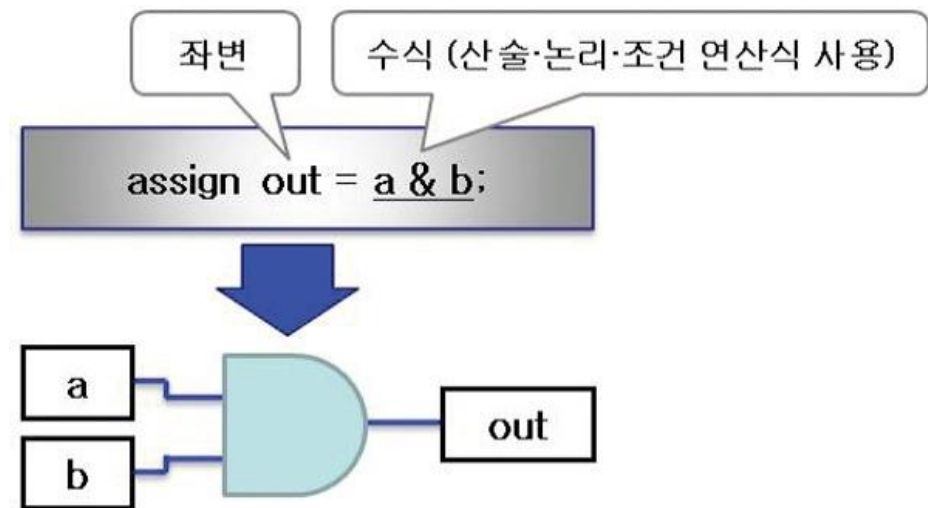 좌변
수식 (산술·논리·조건 연산식 사용)
assign out = a & b;
a
b
out